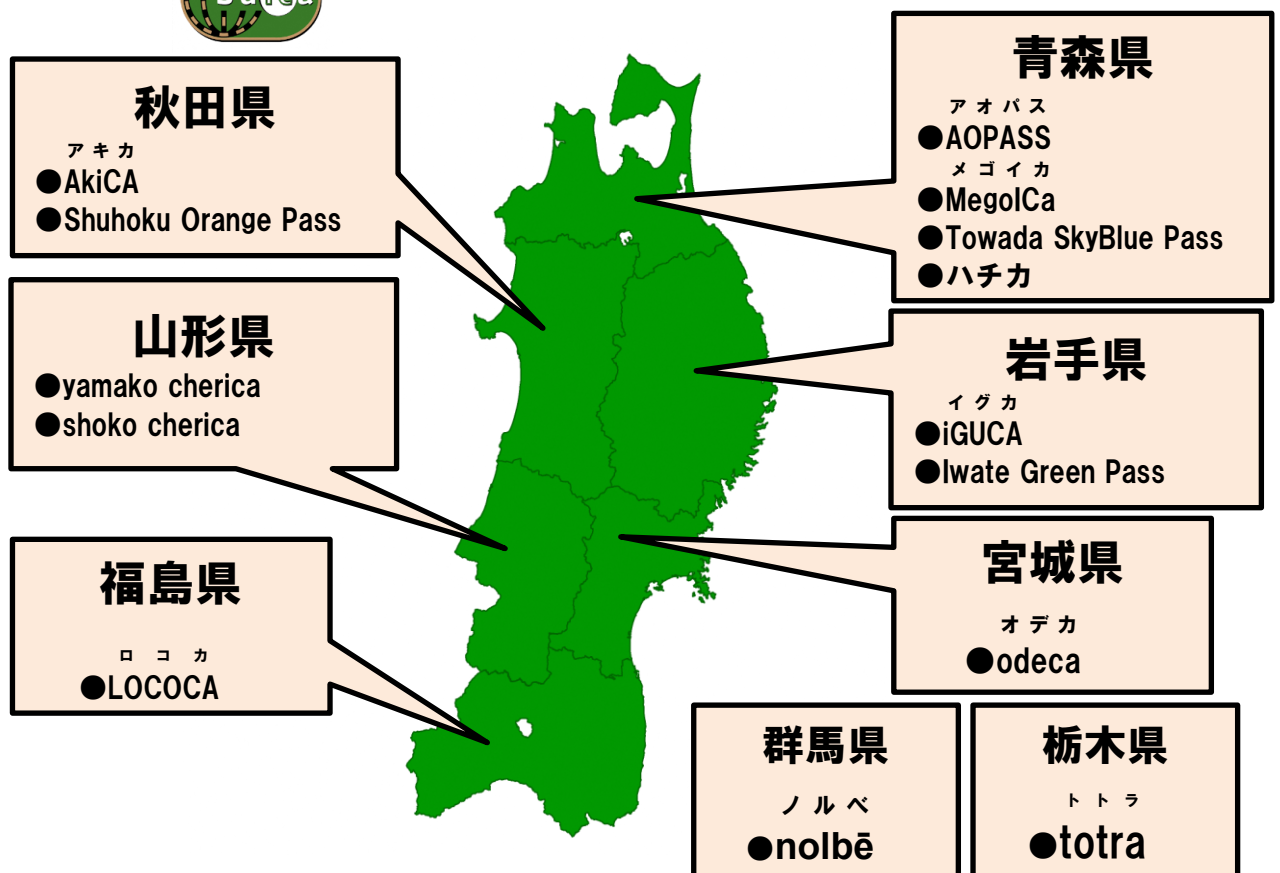 Suica
秋田県
アキカ
●AkiCA
●Shuhoku Orange Pass
山形県
●yamako cherica
●shoko cherica
福島県
ロコカ
●LOCOCA
青森県
アオパス
●AOPASS
メゴイカ
●MegoICa
●Towada SkyBlue Pass
●ハチカ
岩手県
イグカ
●iGUCA
●Iwate Green Pass
宮城県
オデカ
●odeca
群馬県
ノルベ
●nolbē
栃木県
トトラ
●totra